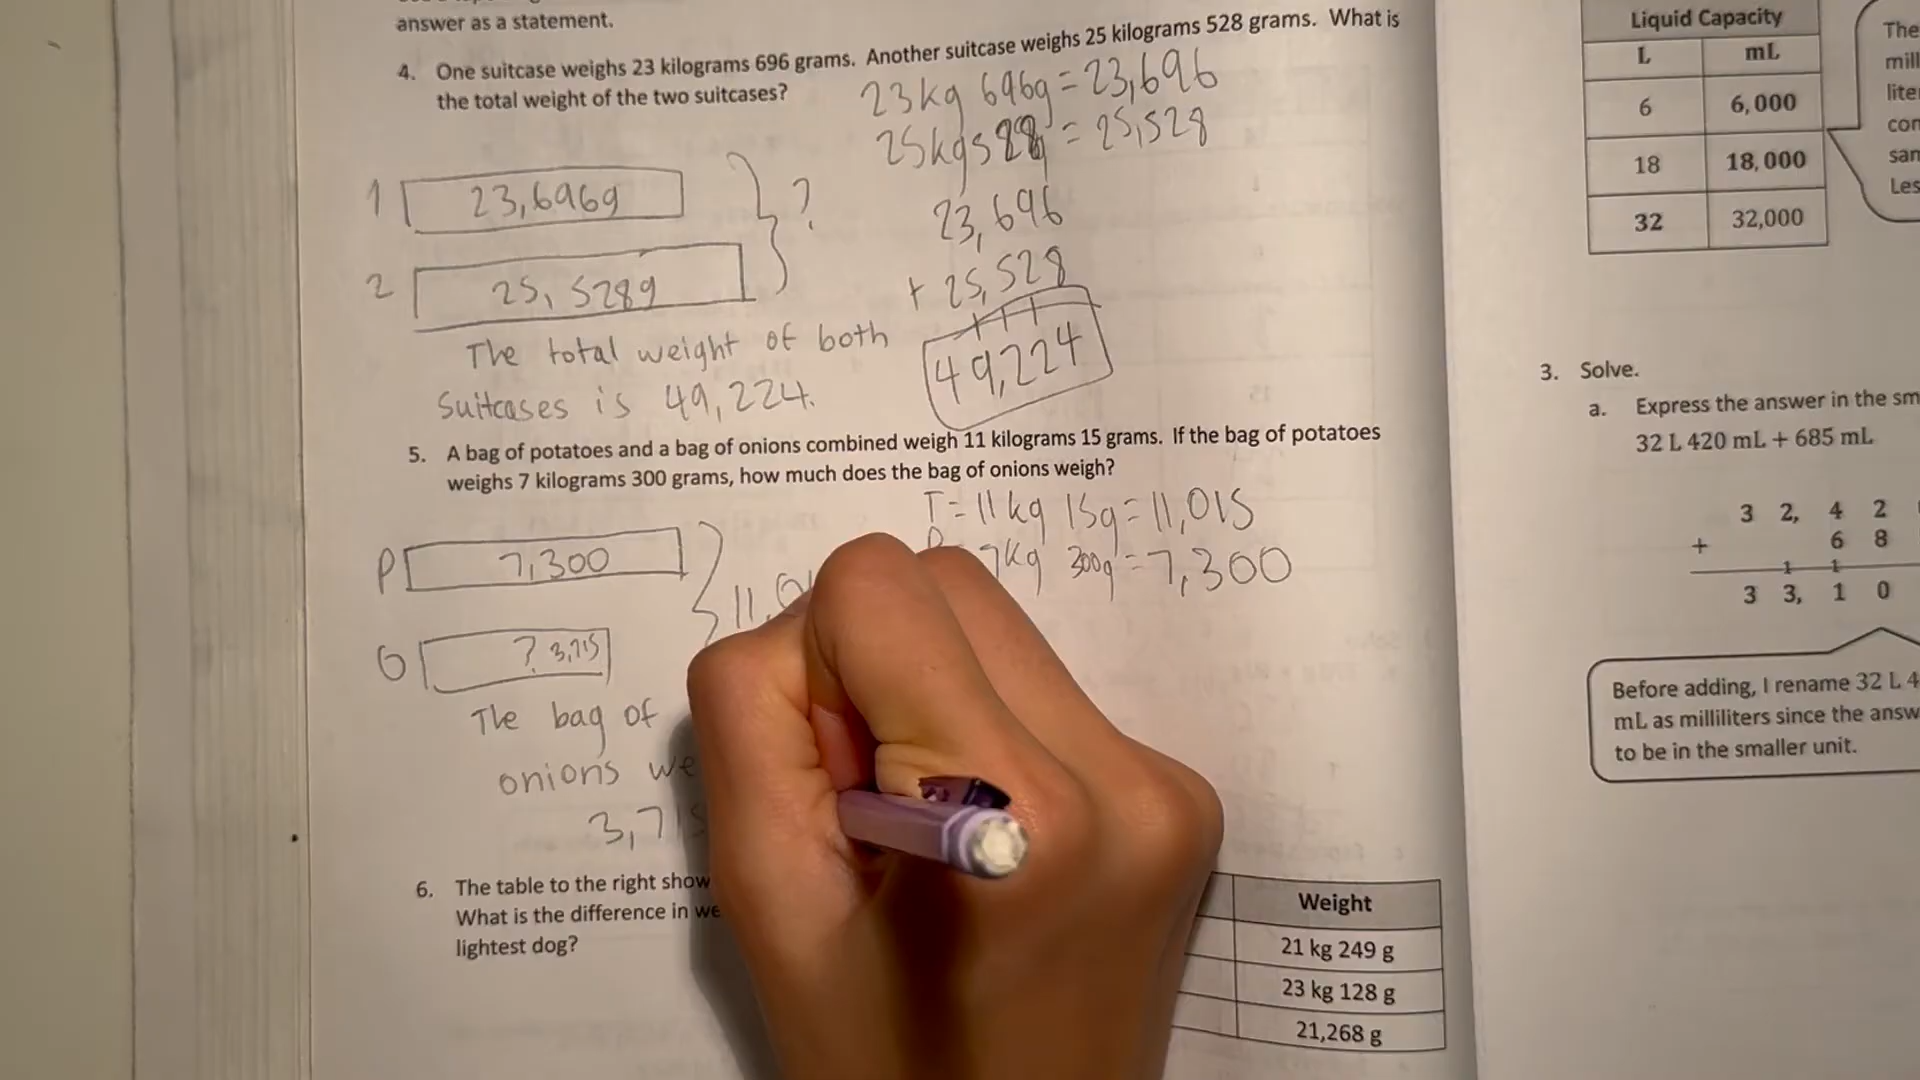 answer as a statement.
4. One suitcase weighs 23 kilograms 696 grams. Another suitcase weighs 25 kilograms 528 grams. What is
the total weight of the two suitcases?
23kg 696g = 23,696
25kg 528g = 25,528
1 23,696g
?
2 25,528g
23,696
+ 25,528
49,224
The total weight of both
suitcases is 49,224.
5. A bag of potatoes and a bag of onions combined weigh 11 kilograms 15 grams. If the bag of potatoes
weighs 7 kilograms 300 grams, how much does the bag of onions weigh?
T = 11kg 15g = 11,015
7kg 300g = 7,300
P 7,300
O ? 3,715
The bag of
onions
3,715
6. The table to the right
What is the difference in
lightest dog?
Weight
21 kg 249 g
23 kg 128 g
21,268 g
Liquid Capacity
L mL
6 6,000
18 18,000
32 32,000
The
3. Solve.
a. Express the answer in the
32 L 420 mL + 685 mL
3 2, 4 2
+ 6 8
1 1
3 3, 1 0
Before adding, I rename 32 L
mL as milliliters since the
to be in the smaller unit.